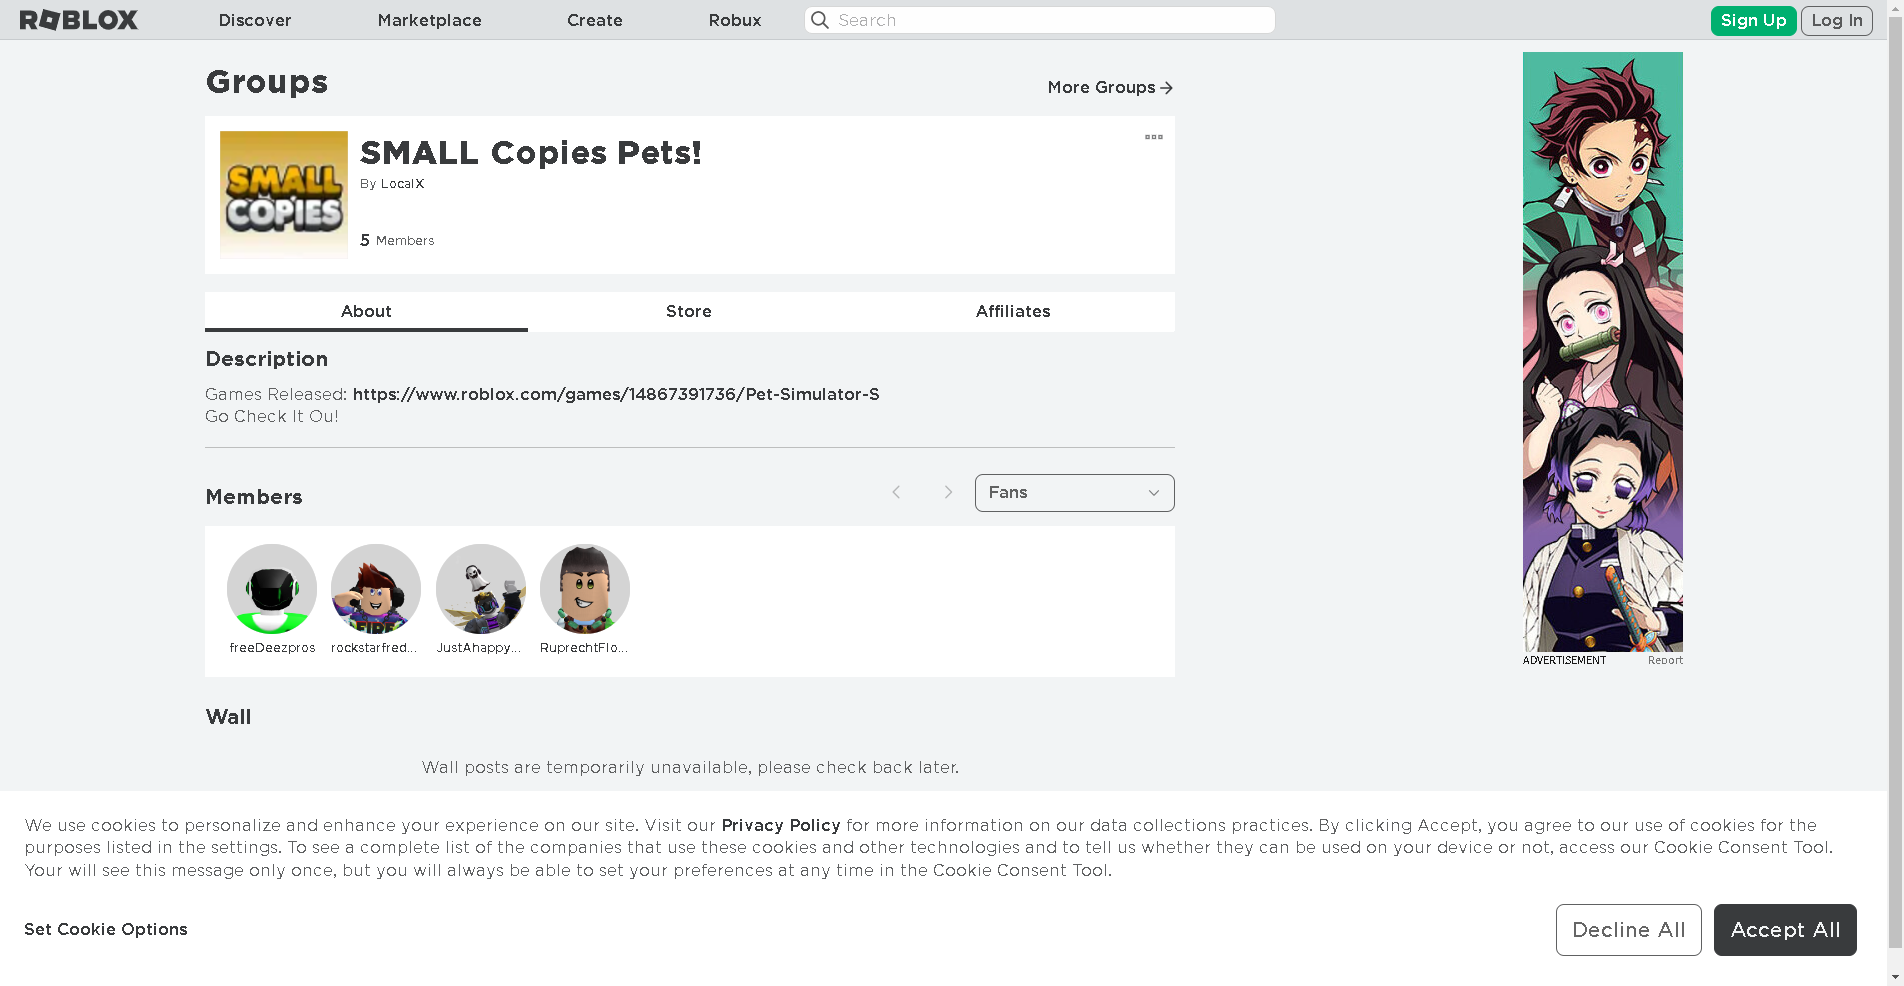 ROBLOX Discover Marketplace Create Robux Search Sign Up Log In
Groups
More Groups
SMALL COPIES
SMALL Copies Pets!
By LocalX
5 Members
About Store Affiliates
Description
Games Released: https://www.roblox.com/games/14867391736/Pet-Simulator-S
Go Check It Ou!
Members
Fans
FIRE
freeDeezpros rockstarfred... JustAhappy... RuprechtFlo...
ADVERTISEMENT Report
Wall
Wall posts are temporarily unavailable, please check back later.
We use cookies to personalize and enhance your experience on our site. Visit our Privacy Policy for more information on our data collections practices. By clicking Accept, you agree to our use of cookies for the
purposes listed in the settings. To see a complete list of the companies that use these cookies and other technologies and to tell us whether they can be used on your device or not, access our Cookie Consent Tool.
Your will see this message only once, but you will always be able to set your preferences at any time in the Cookie Consent Tool.
Set Cookie Options
Decline All Accept All